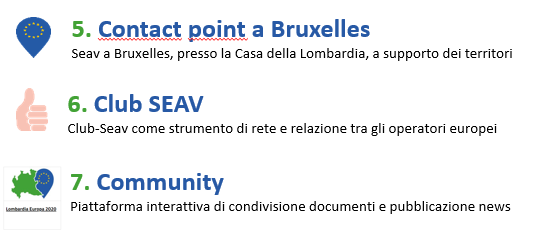 5. Contact point a Bruxelles
Seav a Bruxelles, presso la Casa della Lombardia, a supporto dei territori
6. Club SEAV
Club-Seav come strumento di rete e relazione tra gli operatori europei
7. Community
Lombardia Europa 2020
Piattaforma interattiva di condivisione documenti e pubblicazione news